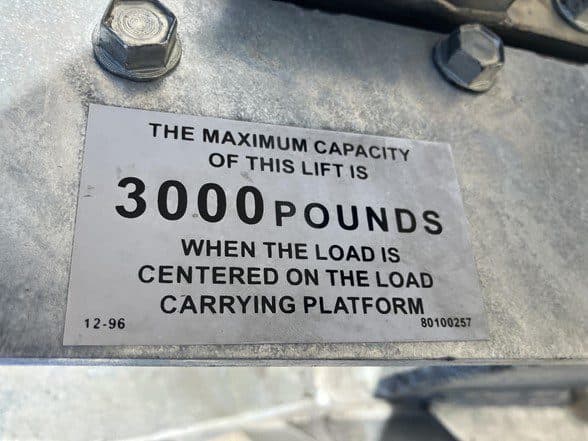 THE MAXIMUM CAPACITY
OF THIS LIFT IS
3000 POUNDS
WHEN THE LOAD IS
CENTERED ON THE LOAD
CARRYING PLATFORM
12-96 80100257